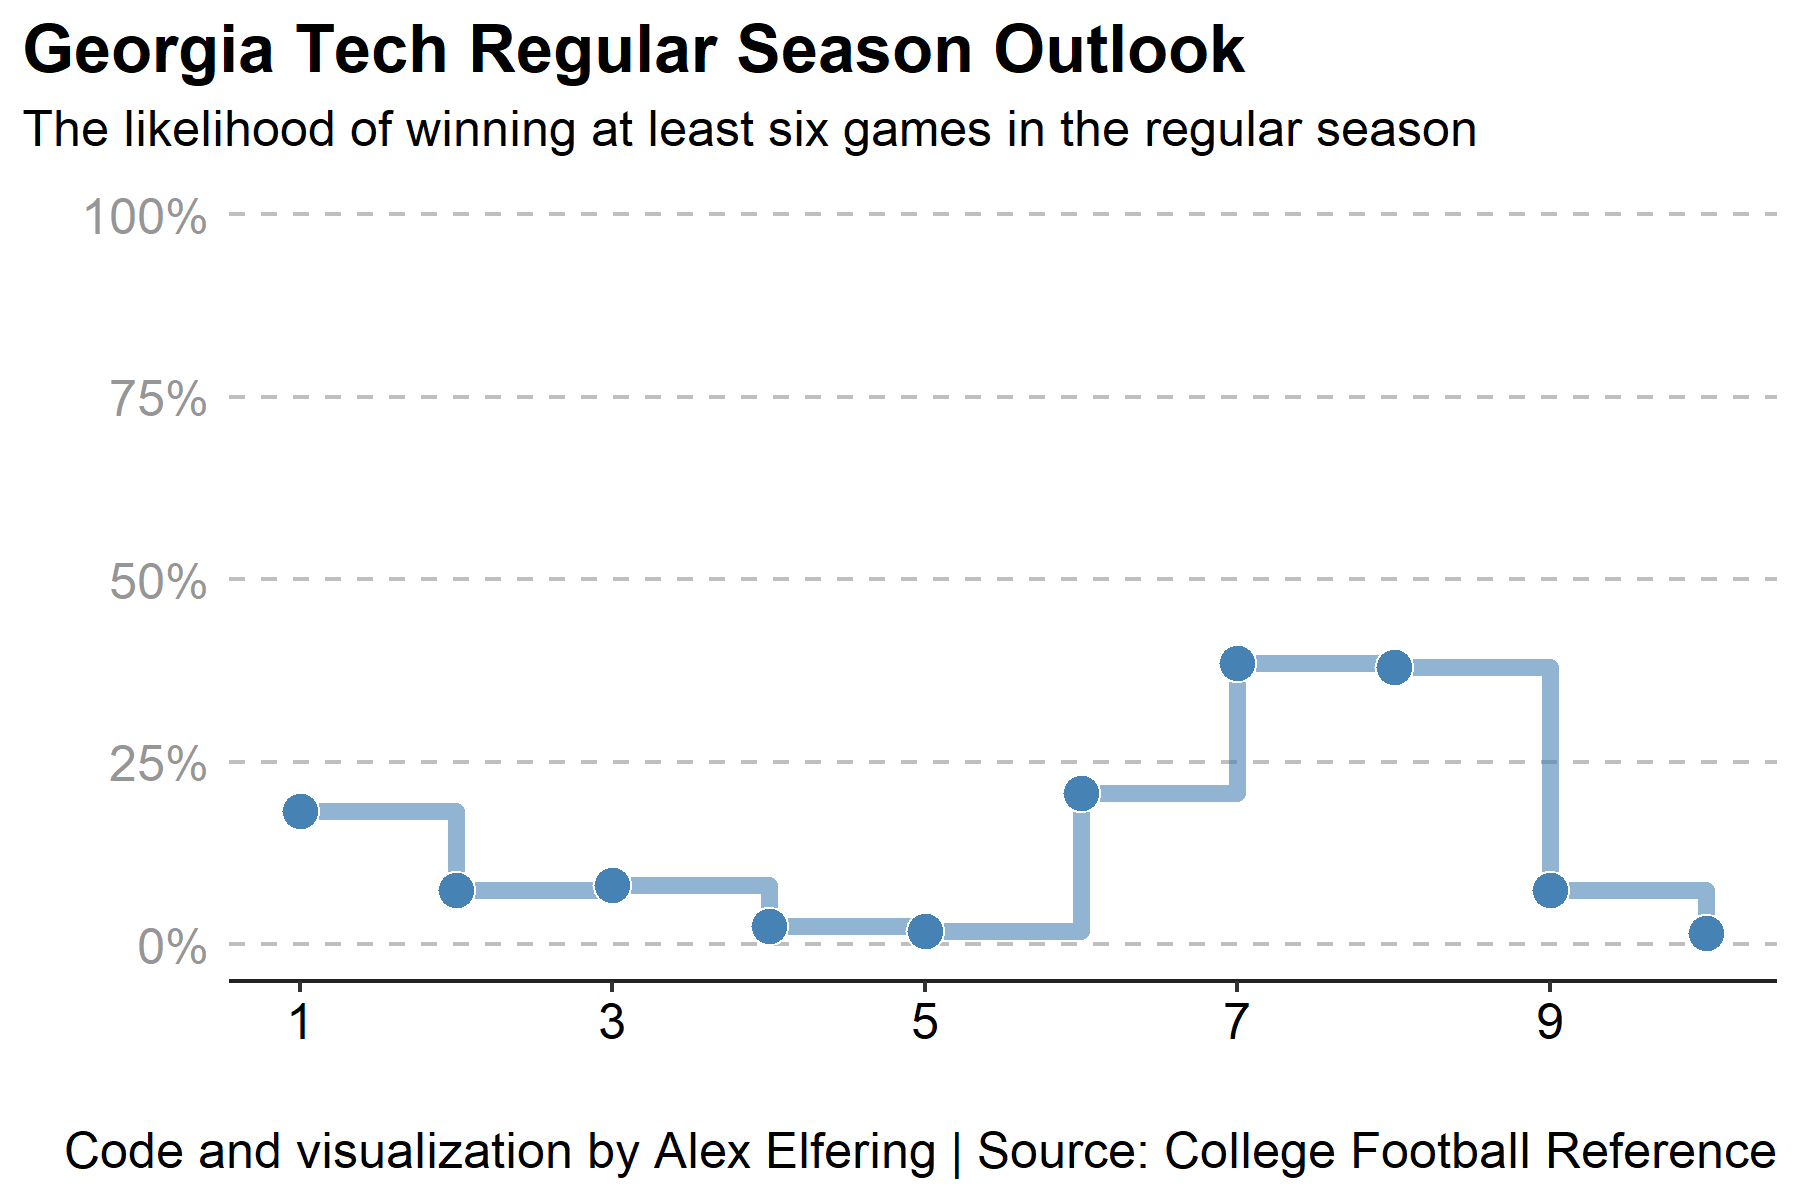 Georgia Tech Regular Season Outlook
The likelihood of winning at least six games in the regular season
100%
75%
50%
25%
0%
1 3 5 7 9
Code and visualization by Alex Elfering | Source: College Football Reference